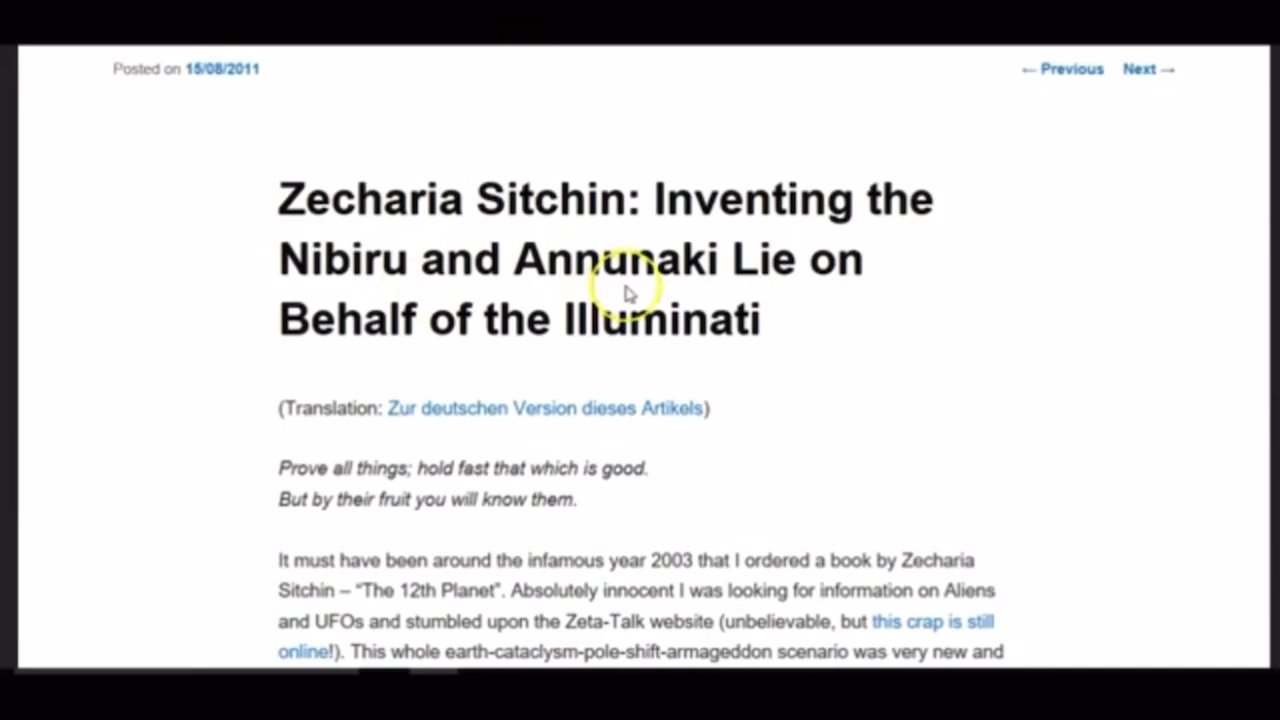 Posted on 15/08/2011
← Previous Next →
Zecharia Sitchin: Inventing the
Nibiru and Annunaki Lie on
Behalf of the Illuminati
(Translation: Zur deutschen Version dieses Artikels)
Prove all things; hold fast that which is good.
But by their fruit you will know them.
It must have been around the infamous year 2003 that I ordered a book by Zecharia
Sitchin – “The 12th Planet”. Absolutely innocent I was looking for information on Aliens
and UFOs and stumbled upon the Zeta-Talk website (unbelievable, but this crap is still
online!). This whole earth-cataclysm-pole-shift-armageddon scenario was very new and